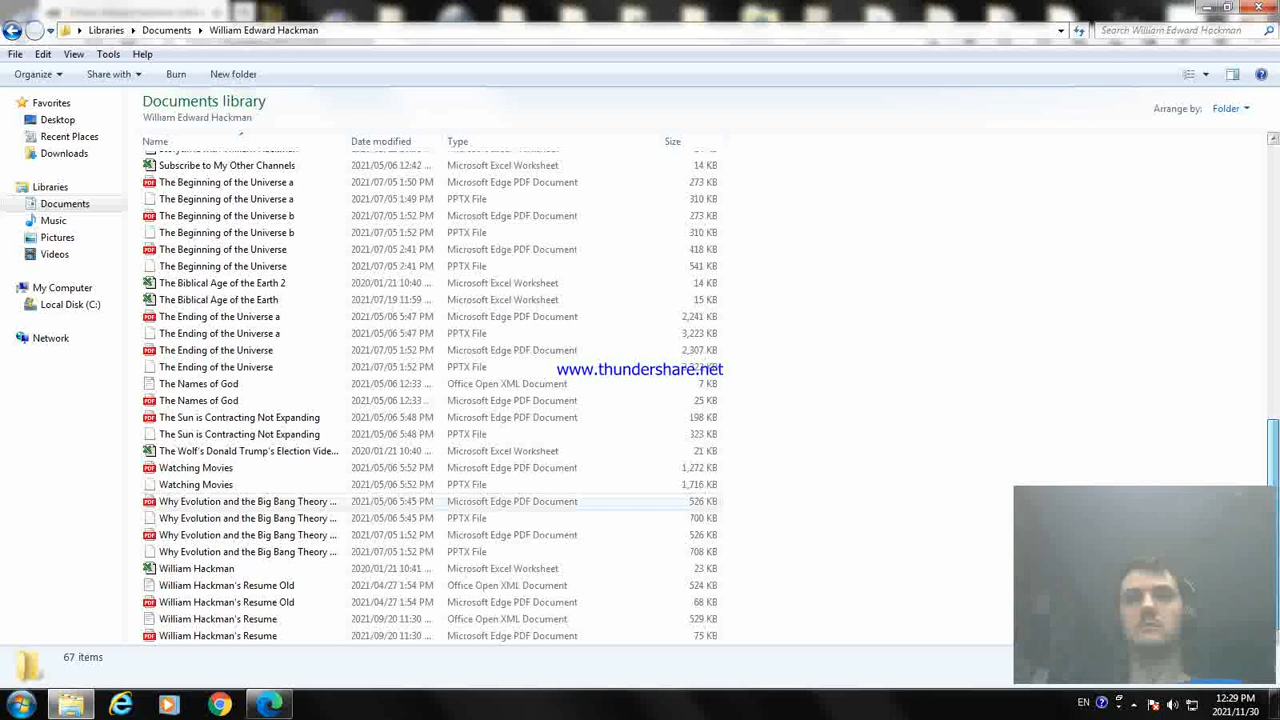 Libraries Documents William Edward Hackman
Search William Edward Hackman
File Edit View Tools Help
Organize Share with Burn New folder
Favorites
Desktop
Recent Places
Downloads
Libraries
Documents
Music
Pictures
Videos
My Computer
Local Disk (C:)
Network
Documents library
William Edward Hackman
Arrange by: Folder
Name Date modified Type Size
Subscribe to My Other Channels 2021/05/06 12:42 ... Microsoft Excel Worksheet 14 KB
The Beginning of the Universe a 2021/07/05 1:50 PM Microsoft Edge PDF Document 273 KB
The Beginning of the Universe a 2021/07/05 1:49 PM PPTX File 310 KB
The Beginning of the Universe b 2021/07/05 1:52 PM Microsoft Edge PDF Document 273 KB
The Beginning of the Universe b 2021/07/05 1:52 PM PPTX File 310 KB
The Beginning of the Universe 2021/07/05 2:41 PM Microsoft Edge PDF Document 418 KB
The Beginning of the Universe 2021/07/05 2:41 PM PPTX File 541 KB
The Biblical Age of the Earth 2 2020/01/21 10:40 ... Microsoft Excel Worksheet 14 KB
The Biblical Age of the Earth 2021/07/19 11:59 ... Microsoft Excel Worksheet 15 KB
The Ending of the Universe a 2021/05/06 5:47 PM Microsoft Edge PDF Document 2,241 KB
The Ending of the Universe a 2021/05/06 5:47 PM PPTX File 3,223 KB
The Ending of the Universe 2021/07/05 1:52 PM Microsoft Edge PDF Document 2,307 KB
The Ending of the Universe 2021/07/05 1:52 PM PPTX File
www.thundershare.net
The Names of God 2021/05/06 12:33 ... Office Open XML Document 7 KB
The Names of God 2021/05/06 12:33 ... Microsoft Edge PDF Document 25 KB
The Sun is Contracting Not Expanding 2021/05/06 5:48 PM Microsoft Edge PDF Document 198 KB
The Sun is Contracting Not Expanding 2021/05/06 5:48 PM PPTX File 323 KB
The Wolf's Donald Trump's Election Vide... 2020/01/21 10:40 ... Microsoft Excel Worksheet 21 KB
Watching Movies 2021/05/06 5:52 PM Microsoft Edge PDF Document 1,272 KB
Watching Movies 2021/05/06 5:52 PM PPTX File 1,716 KB
Why Evolution and the Big Bang Theory ... 2021/05/06 5:45 PM Microsoft Edge PDF Document 526 KB
Why Evolution and the Big Bang Theory ... 2021/05/06 5:45 PM PPTX File 700 KB
Why Evolution and the Big Bang Theory ... 2021/07/05 1:52 PM Microsoft Edge PDF Document 526 KB
Why Evolution and the Big Bang Theory ... 2021/07/05 1:52 PM PPTX File 708 KB
William Hackman 2020/01/21 10:41 ... Microsoft Excel Worksheet 23 KB
William Hackman's Resume Old 2021/04/27 1:54 PM Office Open XML Document 524 KB
William Hackman's Resume Old 2021/04/27 1:54 PM Microsoft Edge PDF Document 68 KB
William Hackman's Resume 2021/09/20 11:30 ... Office Open XML Document 529 KB
William Hackman's Resume 2021/09/20 11:30 ... Microsoft Edge PDF Document 75 KB
67 items
EN
12:29 PM
2021/11/30